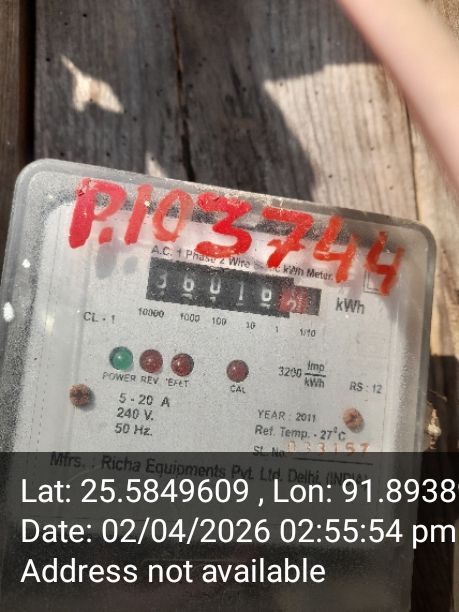 P.103744
A.C. 1 Phase 2 Wire kWh Meter.
36016 kWh
CL - 1 10000 1000 100 10 1 1/10
3200 imp/kWh
POWER REV. E/L CAL
RS : 12
5 - 20 A
240 V.
50 Hz.
YEAR : 2011
Ref. Temp. - 27°C
SL. No. 033157
Mfrs. : Richa Equipments Pvt. Ltd. Delhi. (INDIA)
Lat: 25.5849609 , Lon: 91.8938
Date: 02/04/2026 02:55:54 pm
Address not available